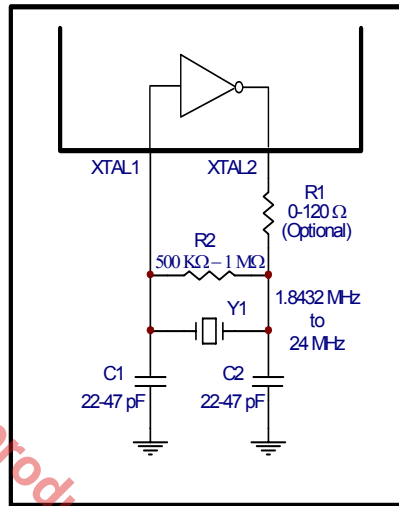 XTAL1
XTAL2
R1
0-120 Ω
(Optional)
R2
500 KΩ – 1 MΩ
Y1
1.8432 MHz
to
24 MHz
C1
22-47 pF
C2
22-47 pF